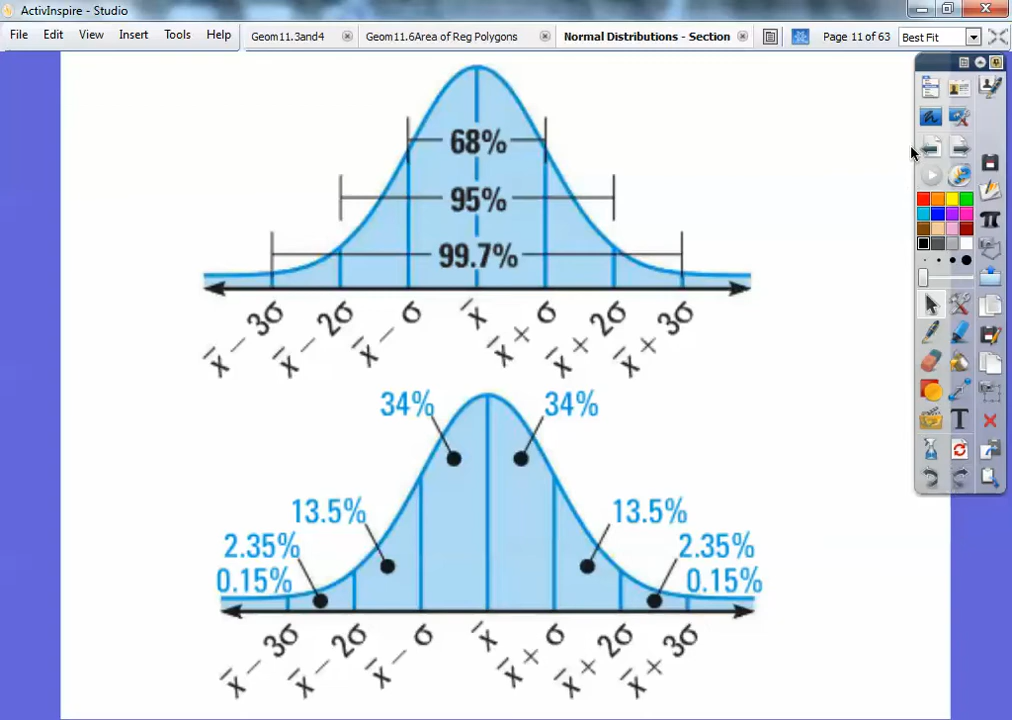 ActivInspire - Studio
File Edit View Insert Tools Help Geom11.3and4 Geom11.6Area of Reg Polygons Normal Distributions - Section Page 11 of 63 Best Fit
68%
95%
99.7%
x̄ − 3σ x̄ − 2σ x̄ − σ x̄ x̄ + σ x̄ + 2σ x̄ + 3σ
34% 34%
13.5% 13.5%
2.35% 2.35%
0.15% 0.15%
x̄ − 3σ x̄ − 2σ x̄ − σ x̄ x̄ + σ x̄ + 2σ x̄ + 3σ